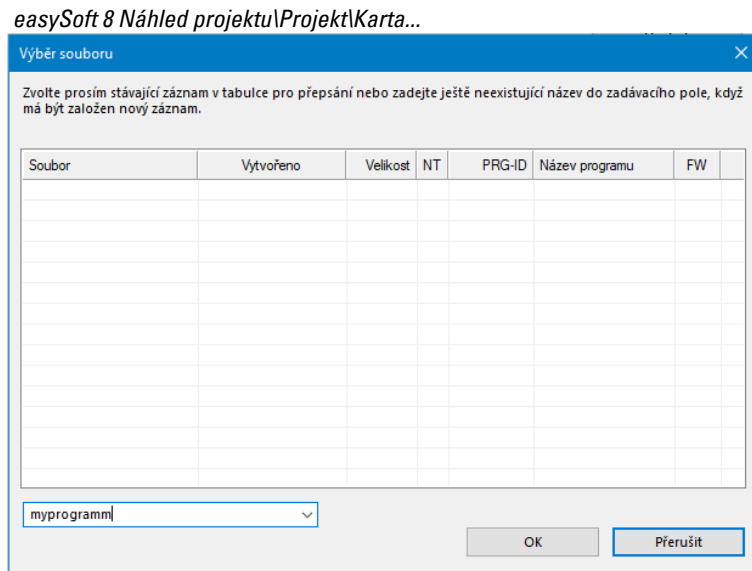 easySoft 8 Náhled projektu\Projekt\Karta...
Výběr souboru
Zvolte prosím stávající záznam v tabulce pro přepsání nebo zadejte ještě neexistující název do zadávacího pole, když
má být založen nový záznam.
Soubor Vytvořeno Velikost NT PRG-ID Název programu FW
myprogramm
OK Přerušit